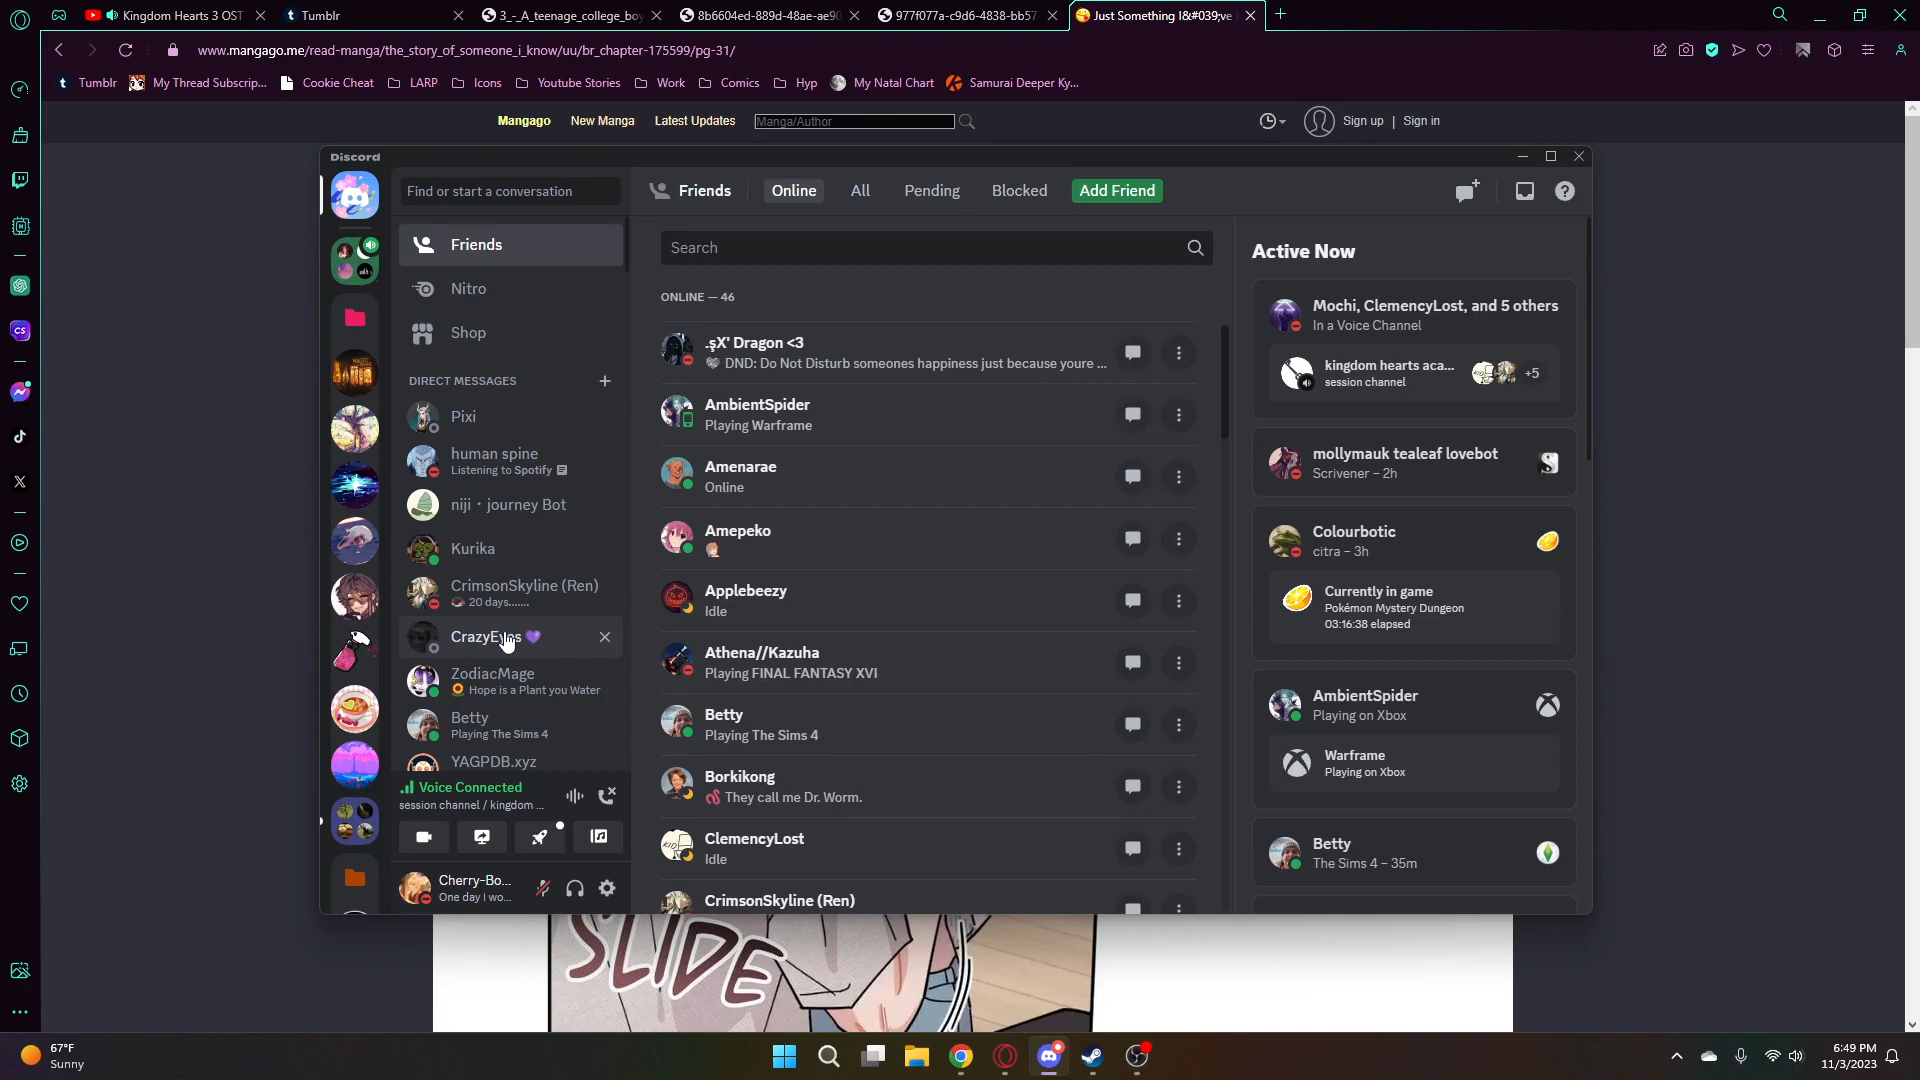 Kingdom Hearts 3 OST
Tumblr
3_-_A_teenage_college_boy
8b6604ed-889d-48ae-ae90
977f077a-c9d6-4838-bb57
Just Something I&#039;ve
www.mangago.me/read-manga/the_story_of_someone_i_know/uu/br_chapter-175599/pg-31/
Tumblr
My Thread Subscrip...
Cookie Cheat
LARP
Icons
Youtube Stories
Work
Comics
Hyp
My Natal Chart
Samurai Deeper Ky...
Mangago
New Manga
Latest Updates
Manga/Author
Sign up | Sign in
Discord
Find or start a conversation
Friends
Online
All
Pending
Blocked
Add Friend
Friends
Nitro
Shop
DIRECT MESSAGES
Pixi
human spine
Listening to Spotify
niji・journey Bot
Kurika
CrimsonSkyline (Ren)
20 days.......
CrazyEyes 💜
ZodiacMage
🌻 Hope is a Plant you Water
Betty
Playing The Sims 4
YAGPDB.xyz
Voice Connected
session channel / kingdom ...
Cherry-Bo...
One day I wo...
Search
ONLINE — 46
.şX' Dragon <3
DND: Do Not Disturb someones happiness just because youre ...
AmbientSpider
Playing Warframe
Amenarae
Online
Amepeko
Applebeezy
Idle
Athena//Kazuha
Playing FINAL FANTASY XVI
Betty
Playing The Sims 4
Borkikong
They call me Dr. Worm.
ClemencyLost
Idle
CrimsonSkyline (Ren)
Active Now
Mochi, ClemencyLost, and 5 others
In a Voice Channel
kingdom hearts aca...
session channel
+5
mollymauk tealeaf lovebot
Scrivener – 2h
Colourbotic
citra – 3h
Currently in game
Pokémon Mystery Dungeon
03:16:38 elapsed
AmbientSpider
Playing on Xbox
Warframe
Playing on Xbox
Betty
The Sims 4 – 35m
SLIDE
67°F
Sunny
6:49 PM
11/3/2023